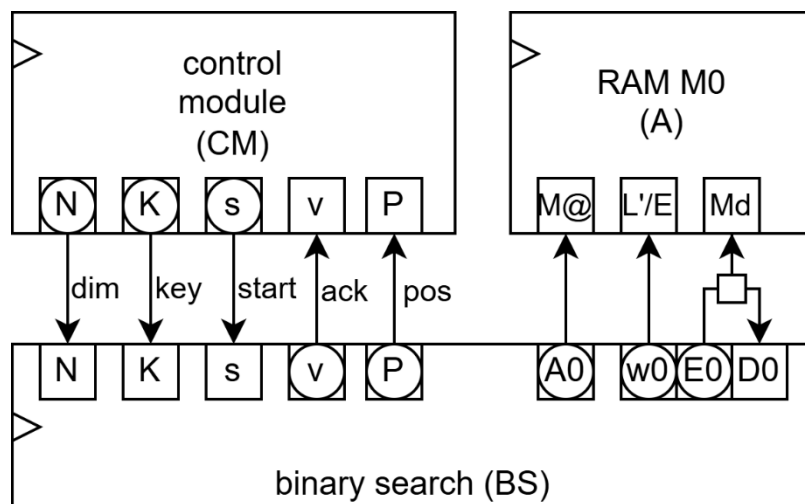 control
module
(CM)
RAM M0
(A)
N K s v P
M@ L'/E Md
dim key start ack pos
N K s v P
A0 w0 E0 D0
binary search (BS)